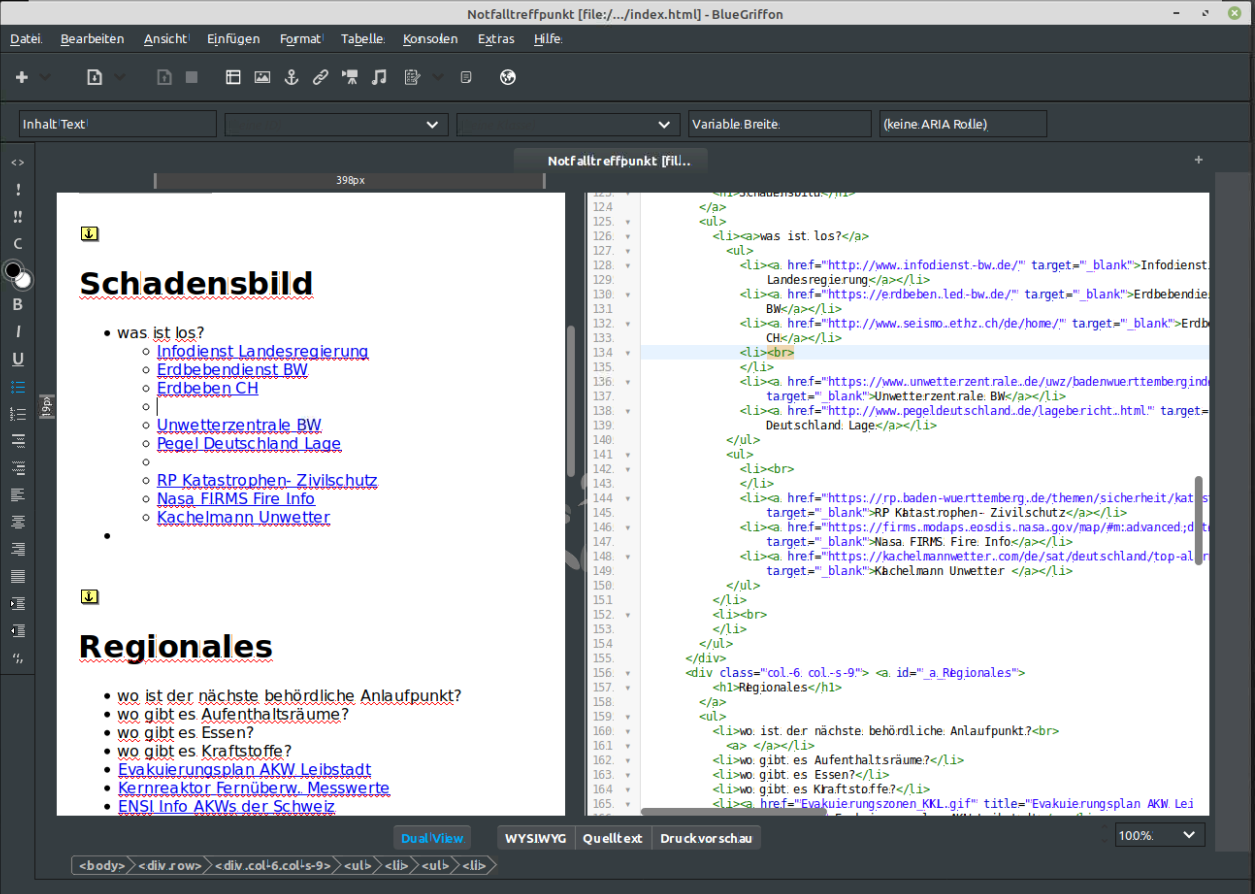 Notfalltreffpunkt [file:/.../index.html] - BlueGriffon
Datei Bearbeiten Ansicht Einfügen Format Tabelle Konsolen Extras Hilfe
Inhalt Text Variable Breite (keine ARIA Rolle)
Notfalltreffpunkt [fil... +
398px
19px
Schadensbild
• was ist los?
Infodienst Landesregierung
Erdbebendienst BW
Erdbeben CH
Unwetterzentrale BW
Pegel Deutschland Lage
RP Katastrophen- Zivilschutz
Nasa FIRMS Fire Info
Kachelmann Unwetter
Regionales
• wo ist der nächste behördliche Anlaufpunkt?
• wo gibt es Aufenthaltsräume?
• wo gibt es Essen?
• wo gibt es Kraftstoffe?
• Evakuierungsplan AKW Leibstadt
• Kernreaktor Fernüberw. Messwerte
• ENSI Info AKWs der Schweiz
123 <h1>Schadensbild</h1>
124 </a>
125 <ul>
126 <li><a>was ist los?</a>
127 <ul>
128 <li><a href="http://www.infodienst-bw.de/" target="_blank">Infodienst
129 Landesregierung</a></li>
130 <li><a href="https://erdbeben.led-bw.de/" target="_blank">Erdbebendie
131 BW</a></li>
132 <li><a href="http://www.seismo.ethz.ch/de/home/" target="_blank">Erdb
133 CH</a></li>
134 <li><br>
135 </li>
136 <li><a href="https://www.unwetterzentrale.de/uwz/badenwuerttembergind
137 target="_blank">Unwetterzentrale BW</a></li>
138 <li><a href="http://www.pegeldeutschland.de/lagebericht.html" target=
139 Deutschland Lage</a></li>
140 </ul>
141 <ul>
142 <li><br>
143 </li>
144 <li><a href="https://rp.baden-wuerttemberg.de/themen/sicherheit/katast
145 target="_blank">RP Katastrophen- Zivilschutz</a></li>
146 <li><a href="https://firms.modaps.eosdis.nasa.gov/map/#m:advanced;d:
147 target="_blank">Nasa FIRMS Fire Info</a></li>
148 <li><a href="https://kachelmannwetter.com/de/sat/deutschland/top-aler
149 target="_blank">Kachelmann Unwetter </a></li>
150 </ul>
151 </li>
152 <li><br>
153 </li>
154 </ul>
155 </div>
156 <div class="col-6 col-s-9"> <a id="_a_Regionales">
157 <h1>Regionales</h1>
158 </a>
159 <ul>
160 <li>wo ist der nächste behördliche Anlaufpunkt?<br>
161 <a> </a></li>
162 <li>wo gibt es Aufenthaltsräume?</li>
163 <li>wo gibt es Essen?</li>
164 <li>wo gibt es Kraftstoffe?</li>
165 <li><a href="Evakuierungszonen_KKL.gif" title="Evakuierungsplan AKW Lei
Dual View WYSIWYG Quelltext Druckvorschau 100%
<body> <div.row> <div.col-6.col-s-9> <ul> <li> <ul> <li>